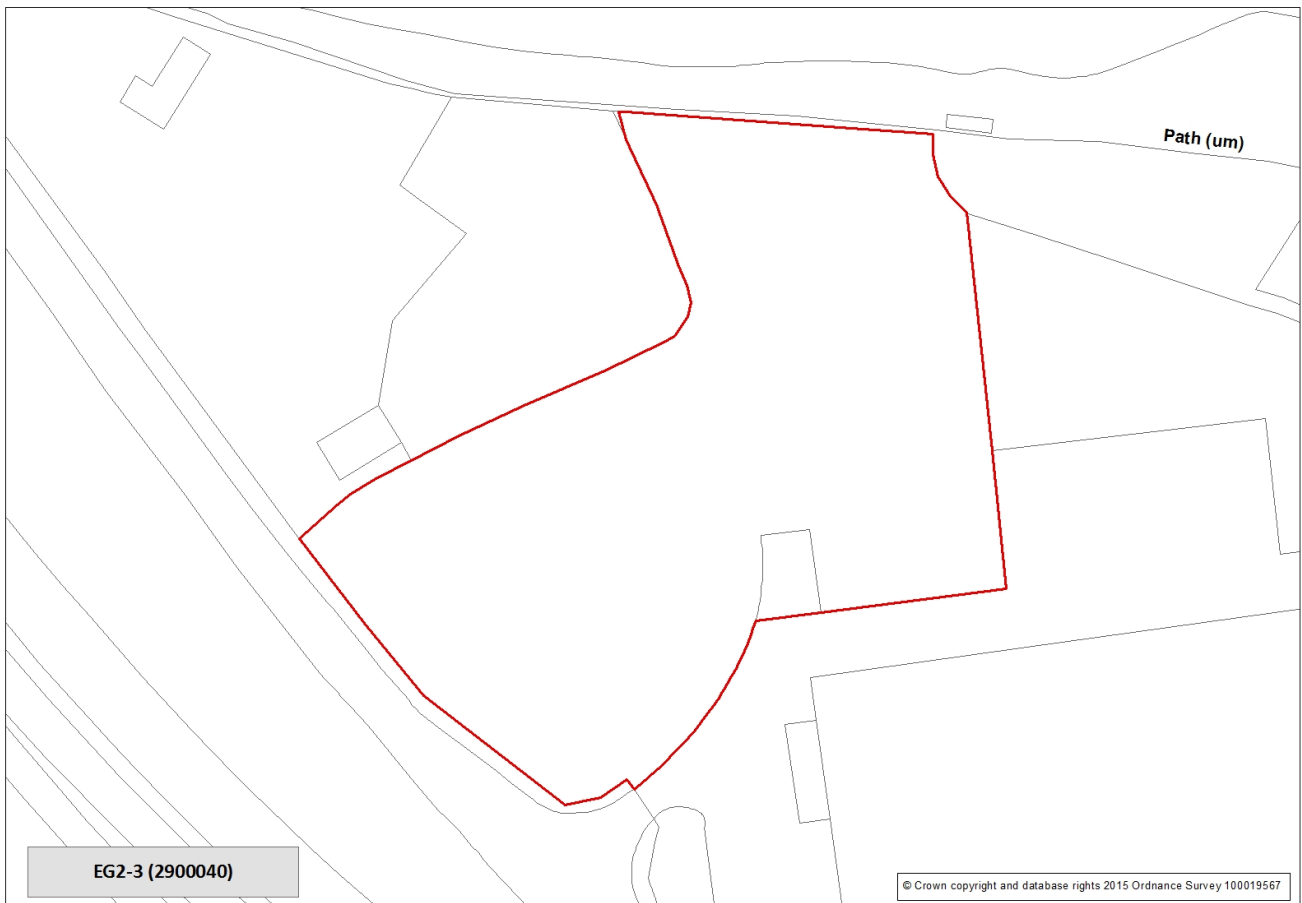 Path (um)
EG2-3 (2900040)
© Crown copyright and database rights 2015 Ordnance Survey 100019567